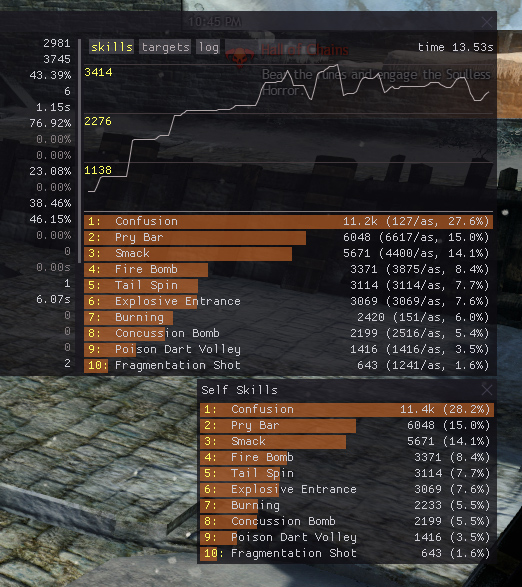 10:45 PM
2981
3745
43.39%
6
1.15s
76.92%
0.00%
0.00%
23.08%
0.00%
38.46%
46.15%
0.00%
0
0.00s
1
6.07s
0
0
0
2
skills targets log time 13.53s
Hall of Chains
Bear the runes and engage the Soulless
Horror.
3414
2276
1138
1: Confusion 11.2k (127/as, 27.6%)
2: Pry Bar 6048 (6617/as, 15.0%)
3: Smack 5671 (4400/as, 14.1%)
4: Fire Bomb 3371 (3875/as, 8.4%)
5: Tail Spin 3114 (3114/as, 7.7%)
6: Explosive Entrance 3069 (3069/as, 7.6%)
7: Burning 2420 (151/as, 6.0%)
8: Concussion Bomb 2199 (2516/as, 5.4%)
9: Poison Dart Volley 1416 (1416/as, 3.5%)
10: Fragmentation Shot 643 (1241/as, 1.6%)
Self Skills
1: Confusion 11.4k (28.2%)
2: Pry Bar 6048 (15.0%)
3: Smack 5671 (14.1%)
4: Fire Bomb 3371 (8.4%)
5: Tail Spin 3114 (7.7%)
6: Explosive Entrance 3069 (7.6%)
7: Burning 2233 (5.5%)
8: Concussion Bomb 2199 (5.5%)
9: Poison Dart Volley 1416 (3.5%)
10: Fragmentation Shot 643 (1.6%)